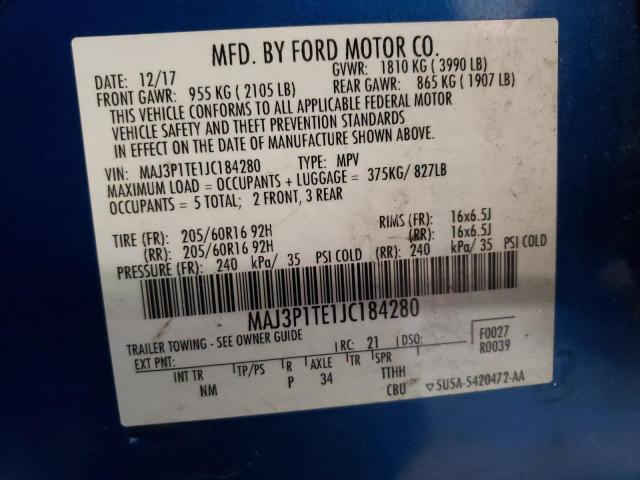 MFD. BY FORD MOTOR CO.
DATE: 12/17 GVWR: 1810 KG ( 3990 LB)
FRONT GAWR: 955 KG ( 2105 LB) REAR GAWR: 865 KG ( 1907 LB)
THIS VEHICLE CONFORMS TO ALL APPLICABLE FEDERAL MOTOR
VEHICLE SAFETY AND THEFT PREVENTION STANDARDS
IN EFFECT ON THE DATE OF MANUFACTURE SHOWN ABOVE.
VIN: MAJ3P1TE1JC184280 TYPE: MPV
MAXIMUM LOAD = OCCUPANTS + LUGGAGE = 375KG/ 827LB
OCCUPANTS = 5 TOTAL; 2 FRONT, 3 REAR
TIRE (FR): 205/60R16 92H RIMS (FR): 16x6.5J
(RR): 205/60R16 92H (RR): 16x6.5J
PRESSURE (FR): 240 kPa/ 35 PSI COLD (RR): 240 kPa/ 35 PSI COLD
MAJ3P1TE1JC184280
TRAILER TOWING - SEE OWNER GUIDE
EXT PNT: RC: 21 DSO: F0027
R0039
INT TR TP/PS R AXLE TR SPR
NM P 34 TTHH
CBU ▽5U5A-5420472-AA